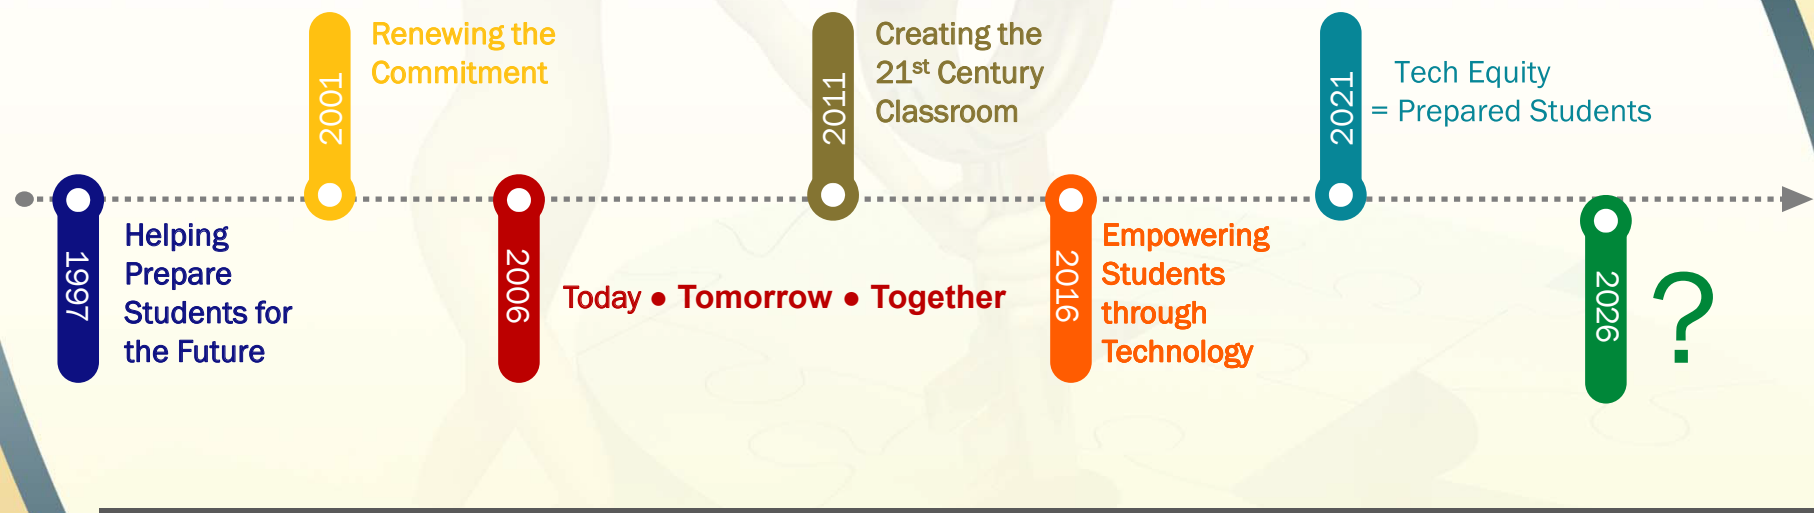 1997
Helping
Prepare
Students for
the Future
2001
Renewing the
Commitment
2006
Today ● Tomorrow ● Together
2011
Creating the
21st Century
Classroom
2016
Empowering
Students
through
Technology
2021
Tech Equity
= Prepared Students
2026
?